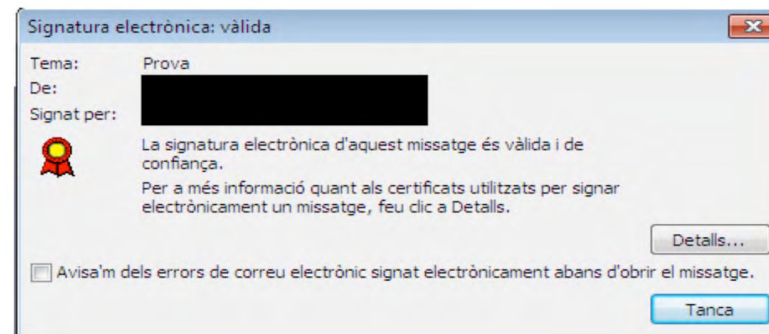 Signatura electrònica: vàlida
Tema: Prova
De:
Signat per:
La signatura electrònica d'aquest missatge és vàlida i de
confiança.
Per a més informació quant als certificats utilitzats per signar
electrònicament un missatge, feu clic a Detalls.
Detalls...
Avisa'm dels errors de correu electrònic signat electrònicament abans d'obrir el missatge.
Tanca